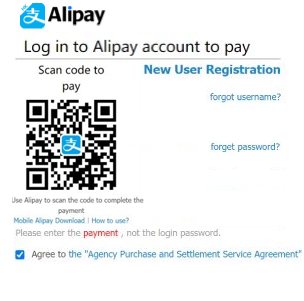 支 Alipay
Log in to Alipay account to pay
Scan code to
pay
New User Registration
forgot username?
forget password?
支
Use Alipay to scan the code to complete the
payment
Mobile Alipay Download | How to use?
Please enter the payment , not the login password.
Agree to the "Agency Purchase and Settlement Service Agreement"